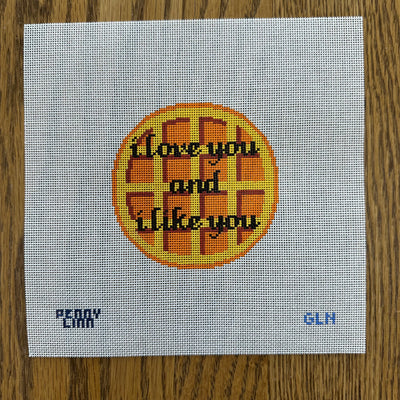 i love you
and
i like you
PENNY
LINN
GLN